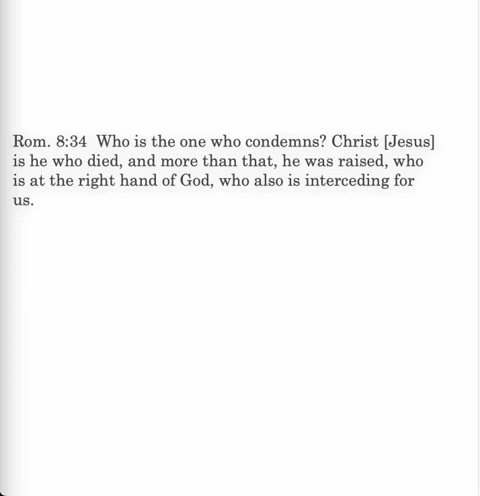 Rom. 8:34  Who is the one who condemns? Christ [Jesus]
is he who died, and more than that, he was raised, who
is at the right hand of God, who also is interceding for
us.